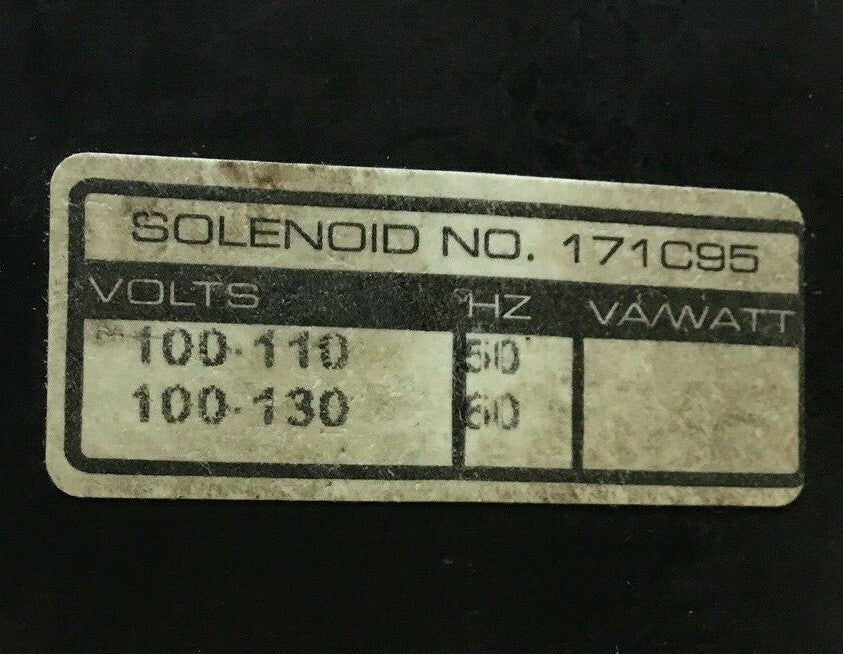 SOLENOID NO. 171C95
VOLTS HZ VA/WATT
100-110 50
100-130 60